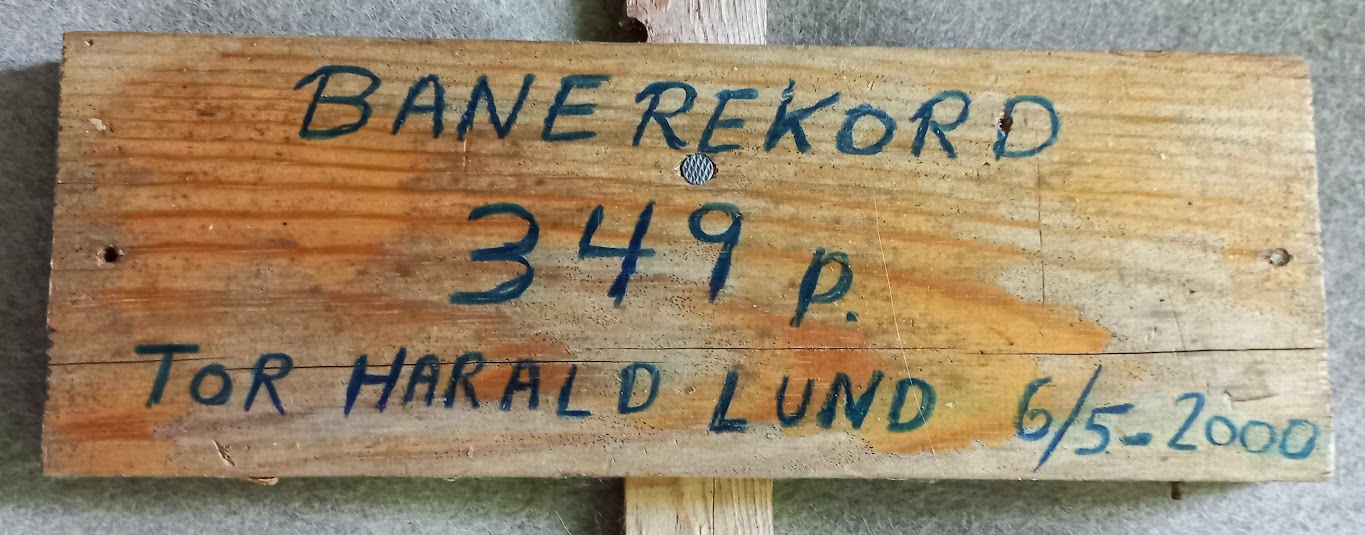 BANEREKORD
349 p.
TOR HARALD LUND 6/5-2000